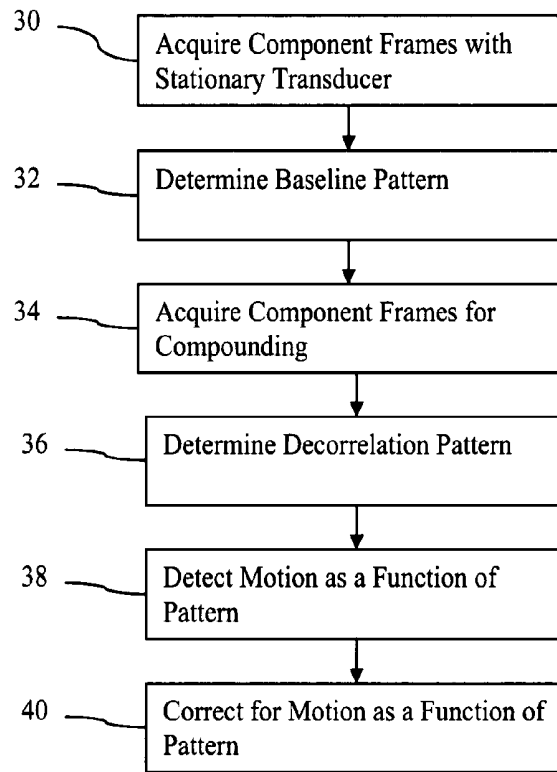 30
Acquire Component Frames with
Stationary Transducer
32
Determine Baseline Pattern
34
Acquire Component Frames for
Compounding
36
Determine Decorrelation Pattern
38
Detect Motion as a Function of
Pattern
40
Correct for Motion as a Function of
Pattern